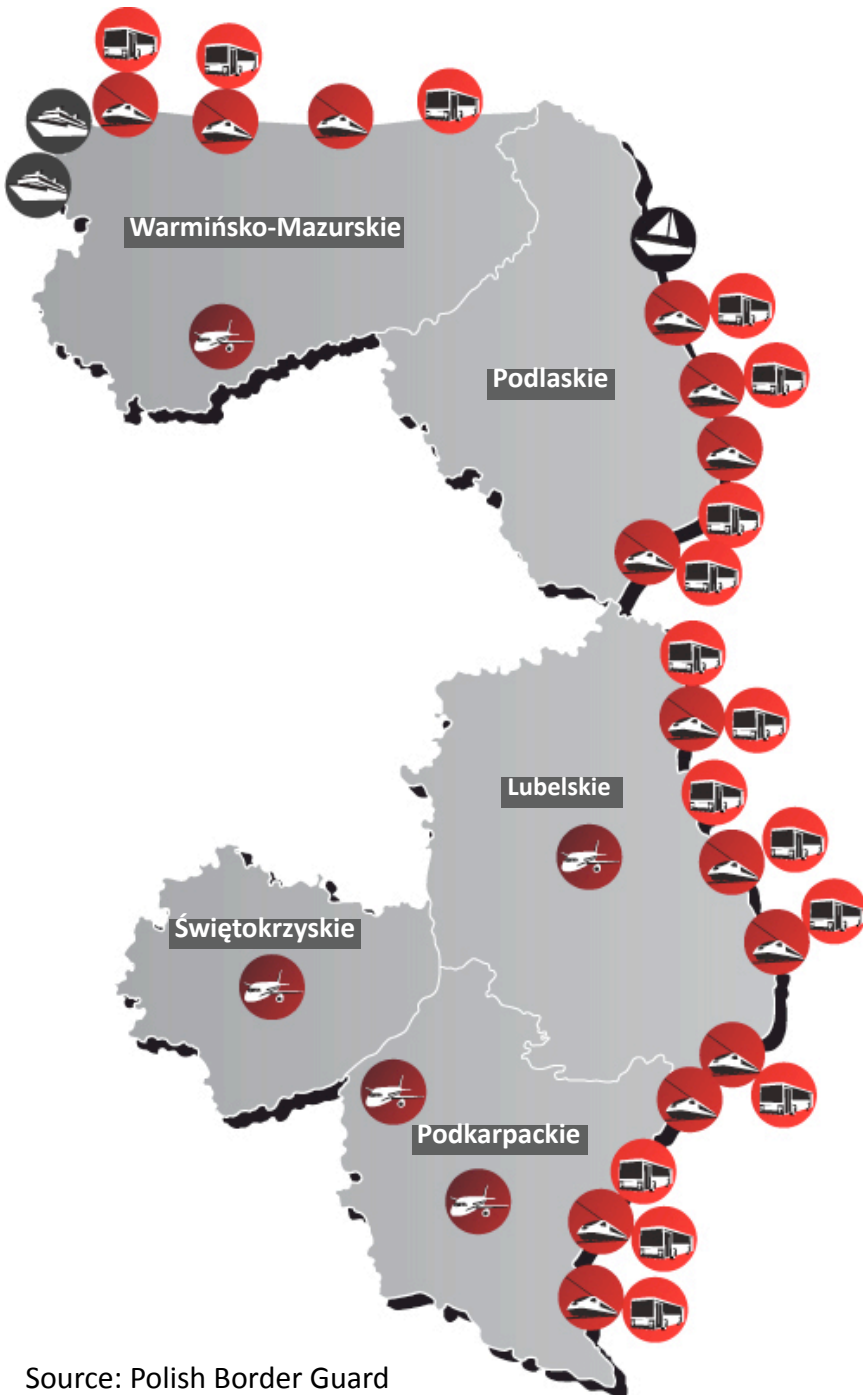 Warmińsko-Mazurskie
Podlaskie
Lubelskie
Świętokrzyskie
Podkarpackie
Source: Polish Border Guard